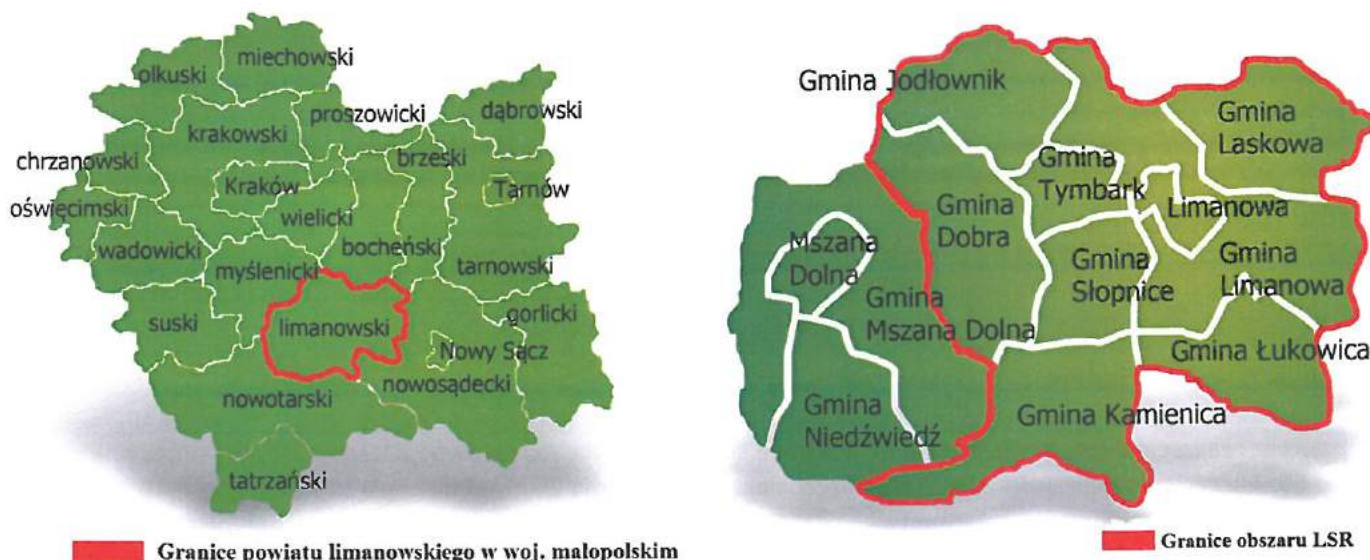 miechowski
olkuski
proszowicki
dąbrowski
krakowski
chrzanowski
brzeski
Kraków
Tarnów
oświęcimski
wielicki
wadowicki
bocheński
myślenicki
tarnowski
suski
limanowski
gorlicki
Nowy Sącz
nowosądecki
nowotarski
tatrzański
Granice powiatu limanowskiego w woj. małopolskim
Gmina Jodłownik
Gmina
Laskowa
Gmina
Tymbark
Limanowa
Gmina
Dobra
Mszana
Dolna
Gmina
Słopnice
Gmina
Limanowa
Gmina
Mszana Dolna
Gmina Łukowica
Gmina Kamienica
Gmina
Niedźwiedź
Granice obszaru LSR